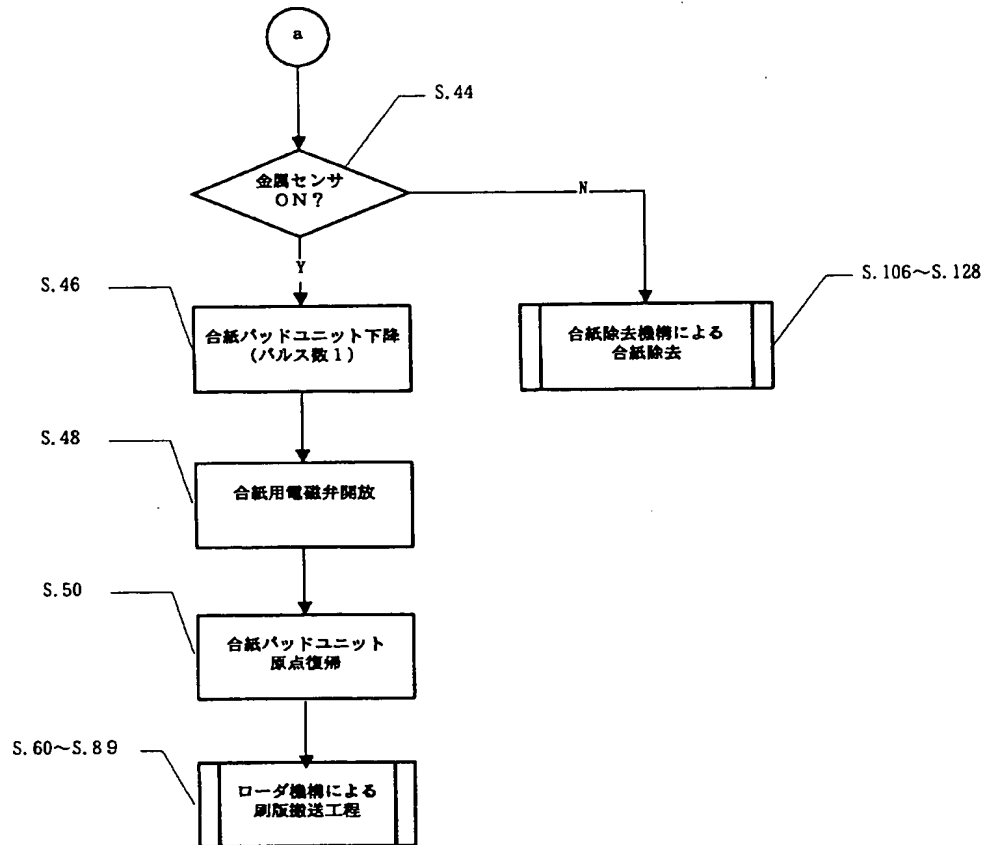 a
S.44
金属センサ
ON?
N
Y
S.46
合紙パッドユニット下降
(パルス数1)
S.106~S.128
合紙除去機構による
合紙除去
S.48
合紙用電磁弁開放
S.50
合紙パッドユニット
原点復帰
S.60~S.89
ローダ機構による
刷版搬送工程